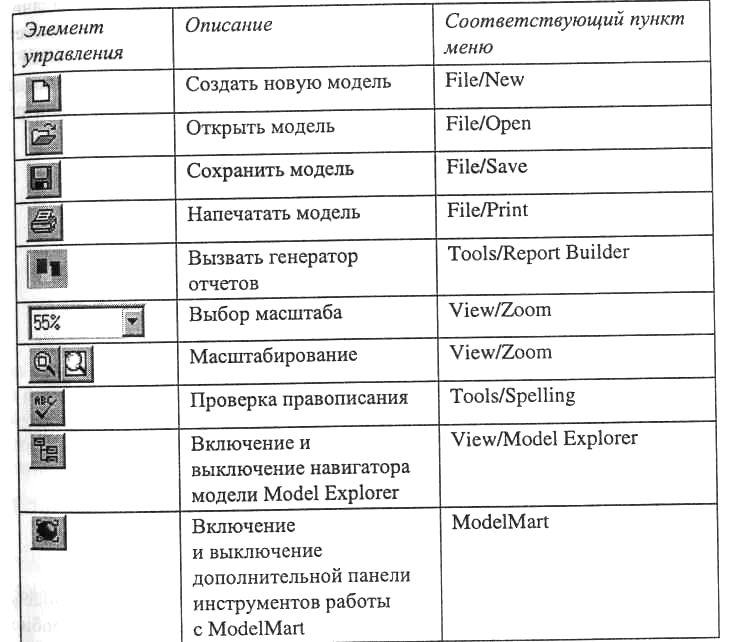 Элемент управления
Описание
Соответствующий пункт меню
Создать новую модель
File/New
Открыть модель
File/Open
Сохранить модель
File/Save
Напечатать модель
File/Print
Вызвать генератор
отчетов
Tools/Report Builder
55%
Выбор масштаба
View/Zoom
Масштабирование
View/Zoom
ABC
Проверка правописания
Tools/Spelling
Включение и
выключение навигатора
модели Model Explorer
View/Model Explorer
Включение
и выключение
дополнительной панели
инструментов работы
с ModelMart
ModelMart